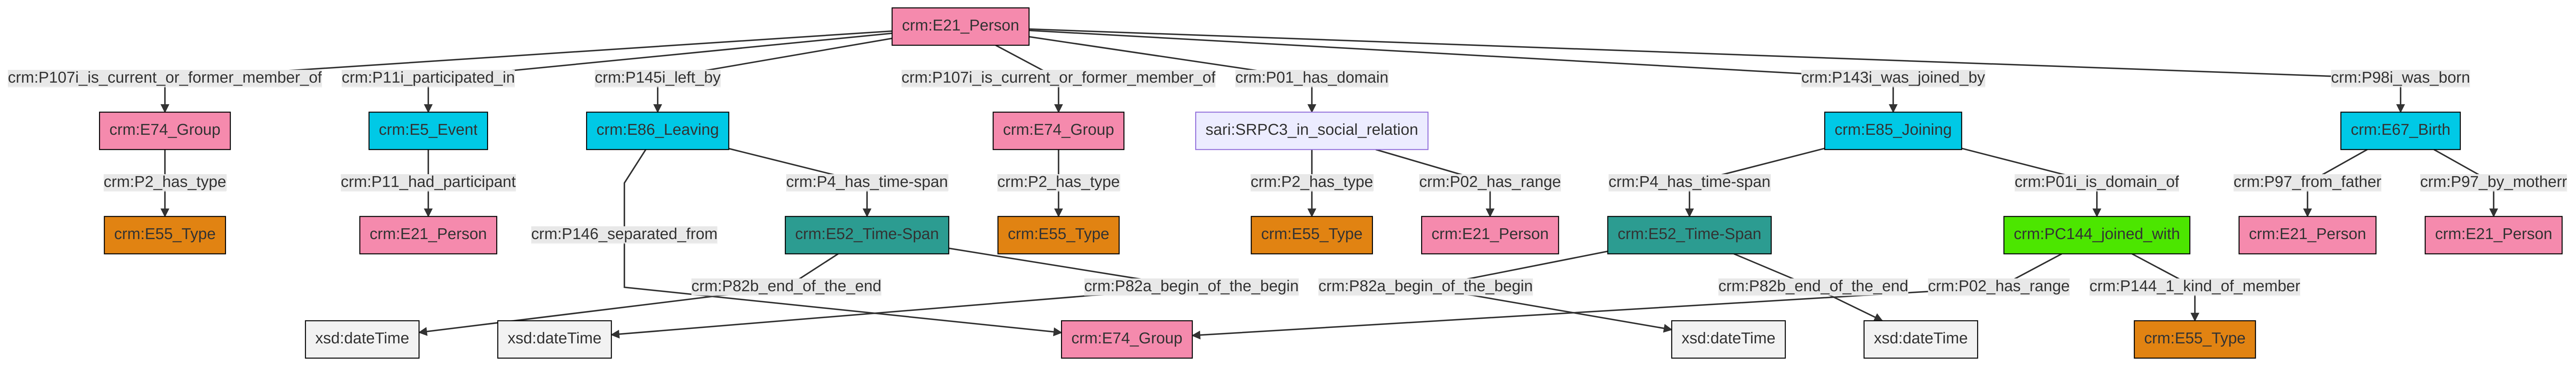 crm:E21_Person
crm:P107i_is_current_or_former_member_of
crm:P11i_participated_in
crm:P145i_left_by
crm:P107i_is_current_or_former_member_of
crm:P01_has_domain
crm:P143i_was_joined_by
crm:P98i_was_born
crm:E74_Group
crm:E5_Event
crm:E86_Leaving
crm:E74_Group
sari:SRPC3_in_social_relation
crm:E85_Joining
crm:E67_Birth
crm:P2_has_type
crm:P11_had_participant
crm:P4_has_time-span
crm:P2_has_type
crm:P2_has_type
crm:P02_has_range
crm:P4_has_time-span
crm:P01i_is_domain_of
crm:P97_from_father
crm:P97_by_motherr
crm:E55_Type
crm:E21_Person
crm:P146_separated_from
crm:E52_Time-Span
crm:E55_Type
crm:E55_Type
crm:E21_Person
crm:E52_Time-Span
crm:PC144_joined_with
crm:E21_Person
crm:E21_Person
crm:P82b_end_of_the_end
crm:P82a_begin_of_the_begin
crm:P82a_begin_of_the_begin
crm:P82b_end_of_the_end
crm:P02_has_range
crm:P144_1_kind_of_member
xsd:dateTime
xsd:dateTime
crm:E74_Group
xsd:dateTime
xsd:dateTime
crm:E55_Type